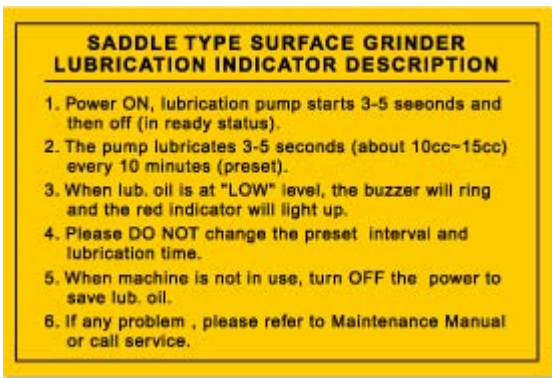 SADDLE TYPE SURFACE GRINDER
LUBRICATION INDICATOR DESCRIPTION
1. Power ON, lubrication pump starts 3-5 seeonds and
then off (in ready status).
2. The pump lubricates 3-5 seconds (about 10cc~15cc)
every 10 minutes (preset).
3. When lub. oil is at "LOW" level, the buzzer will ring
and the red indicator will light up.
4. Please DO NOT change the preset interval and
lubrication time.
5. When machine is not in use, turn OFF the power to
save lub. oil.
6. If any problem , please refer to Maintenance Manual
or call service.